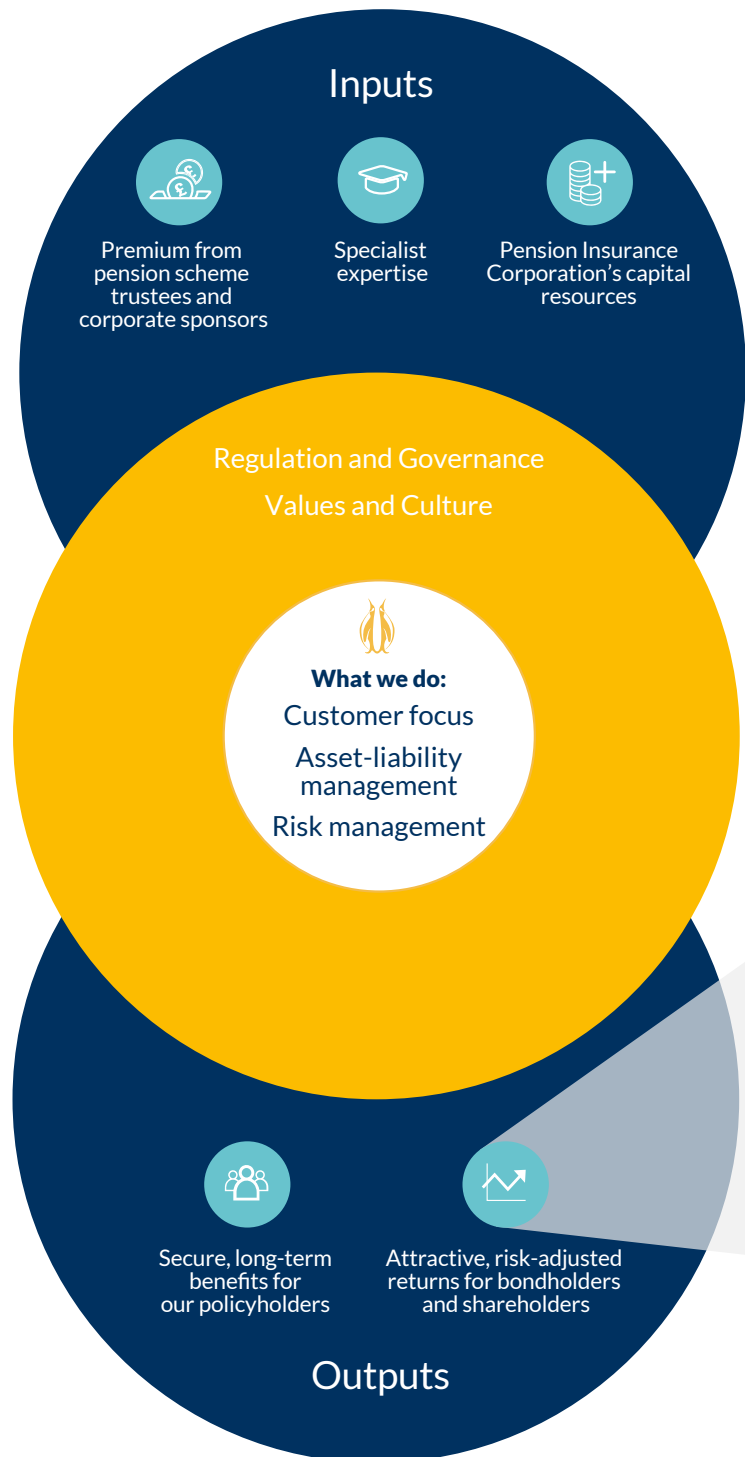 Inputs
Premium from
pension scheme
trustees and
corporate sponsors
Specialist
expertise
Pension Insurance
Corporation's capital
resources
Regulation and Governance
Values and Culture
What we do:
Customer focus
Asset-liability
management
Risk management
Secure, long-term
benefits for
our policyholders
Attractive, risk-adjusted
returns for bondholders
and shareholders
Outputs